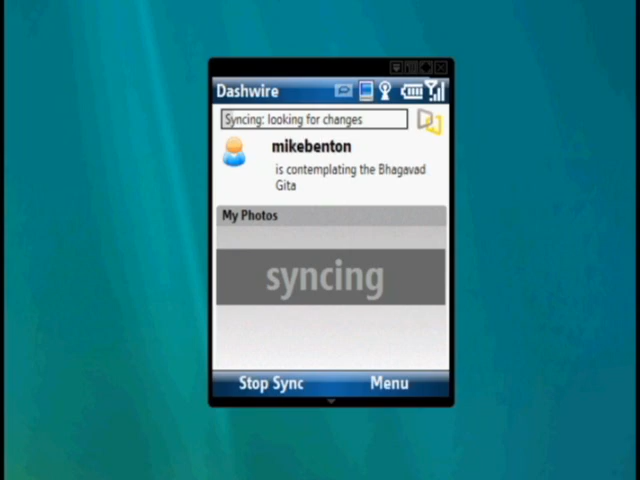 Dashwire
Syncing: looking for changes
mikebenton
is contemplating the Bhagavad
Gita
My Photos
syncing
Stop Sync
Menu